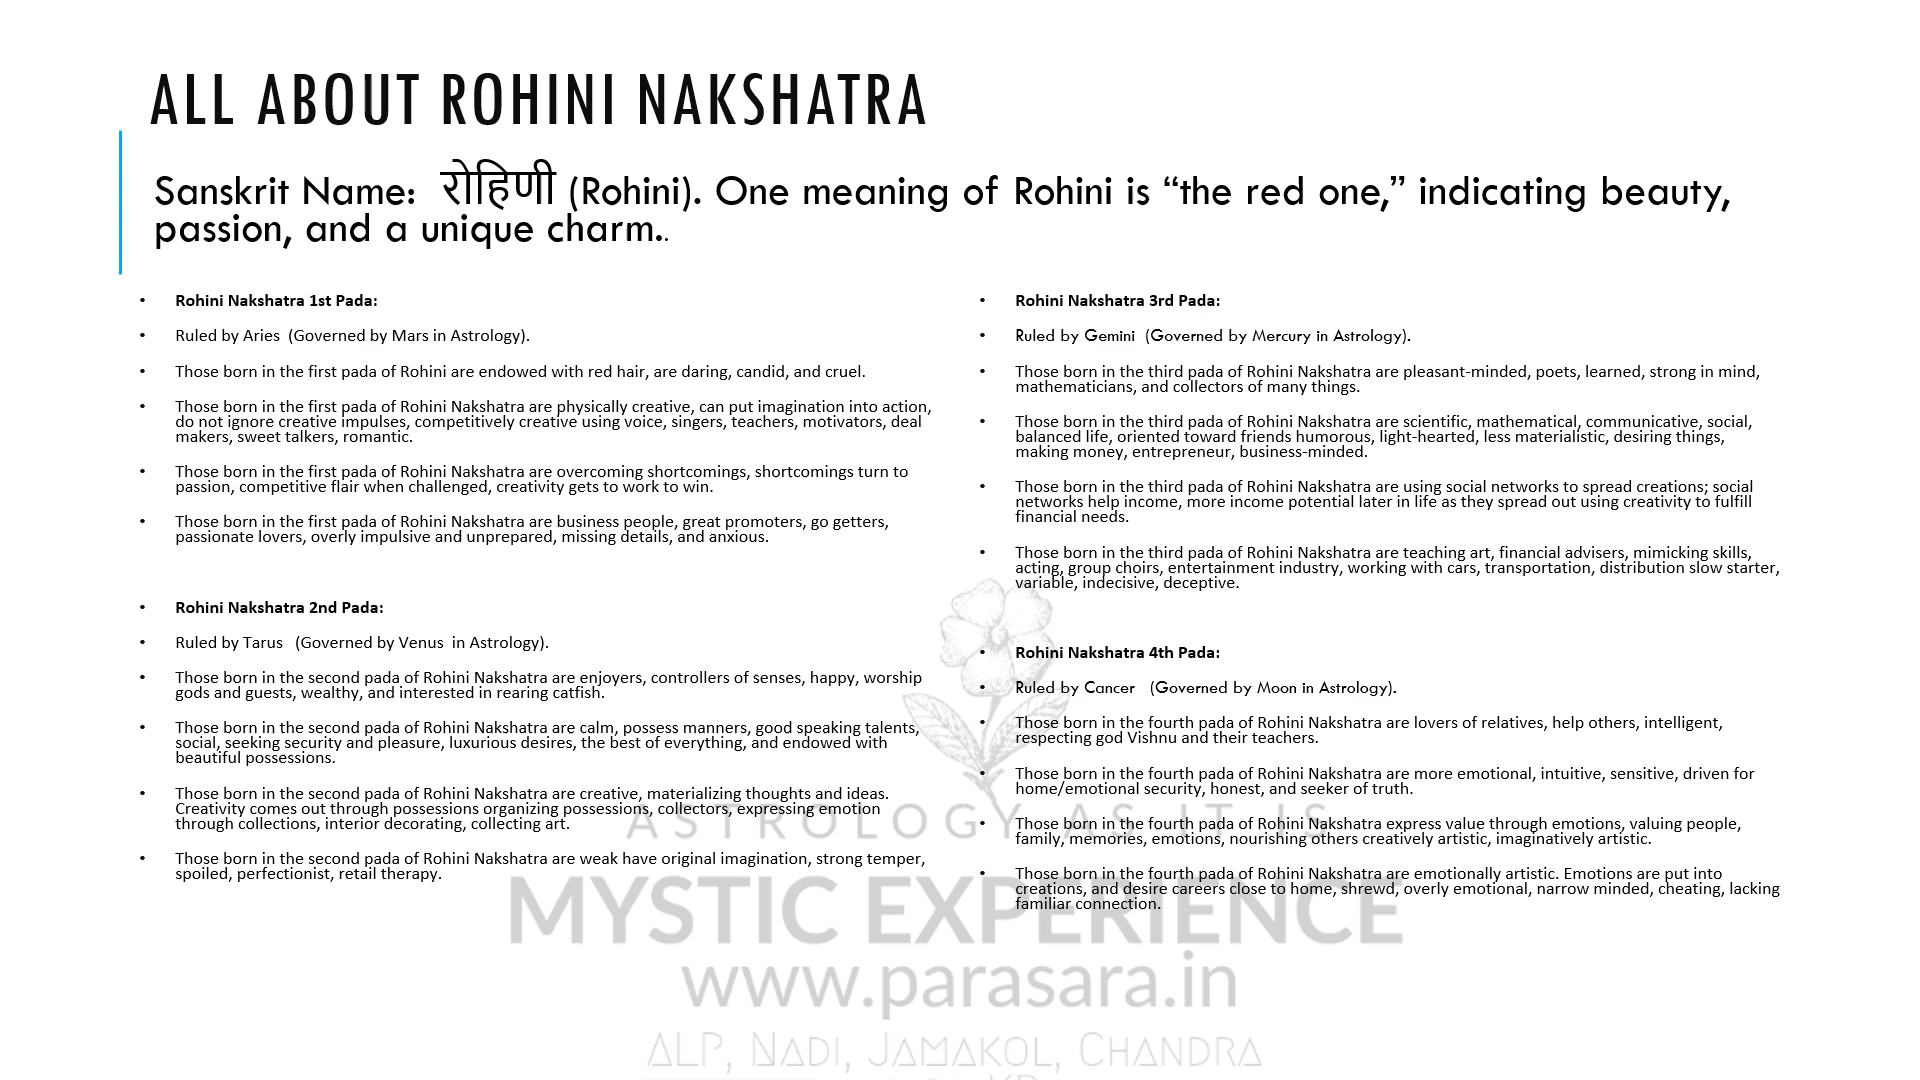 ALL ABOUT ROHINI NAKSHATRA
Sanskrit Name:  रोहिणी (Rohini). One meaning of Rohini is “the red one,” indicating beauty,
passion, and a unique charm..
• Rohini Nakshatra 1st Pada:
• Ruled by Aries  (Governed by Mars in Astrology).
• Those born in the first pada of Rohini are endowed with red hair, are daring, candid, and cruel.
• Those born in the first pada of Rohini Nakshatra are physically creative, can put imagination into action,
do not ignore creative impulses, competitively creative using voice, singers, teachers, motivators, deal
makers, sweet talkers, romantic.
• Those born in the first pada of Rohini Nakshatra are overcoming shortcomings, shortcomings turn to
passion, competitive flair when challenged, creativity gets to work to win.
• Those born in the first pada of Rohini Nakshatra are business people, great promoters, go getters,
passionate lovers, overly impulsive and unprepared, missing details, and anxious.
• Rohini Nakshatra 2nd Pada:
• Ruled by Tarus   (Governed by Venus  in Astrology).
• Those born in the second pada of Rohini Nakshatra are enjoyers, controllers of senses, happy, worship
gods and guests, wealthy, and interested in rearing catfish.
• Those born in the second pada of Rohini Nakshatra are calm, possess manners, good speaking talents,
social, seeking security and pleasure, luxurious desires, the best of everything, and endowed with
beautiful possessions.
• Those born in the second pada of Rohini Nakshatra are creative, materializing thoughts and ideas.
Creativity comes out through possessions organizing possessions, collectors, expressing emotion
through collections, interior decorating, collecting art.
• Those born in the second pada of Rohini Nakshatra are weak have original imagination, strong temper,
spoiled, perfectionist, retail therapy.
• Rohini Nakshatra 3rd Pada:
• Ruled by Gemini  (Governed by Mercury in Astrology).
• Those born in the third pada of Rohini Nakshatra are pleasant-minded, poets, learned, strong in mind,
mathematicians, and collectors of many things.
• Those born in the third pada of Rohini Nakshatra are scientific, mathematical, communicative, social,
balanced life, oriented toward friends humorous, light-hearted, less materialistic, desiring things,
making money, entrepreneur, business-minded.
• Those born in the third pada of Rohini Nakshatra are using social networks to spread creations; social
networks help income, more income potential later in life as they spread out using creativity to fulfill
financial needs.
• Those born in the third pada of Rohini Nakshatra are teaching art, financial advisers, mimicking skills,
acting, group choirs, entertainment industry, working with cars, transportation, distribution slow starter,
variable, indecisive, deceptive.
• Rohini Nakshatra 4th Pada:
• Ruled by Cancer   (Governed by Moon in Astrology).
• Those born in the fourth pada of Rohini Nakshatra are lovers of relatives, help others, intelligent,
respecting god Vishnu and their teachers.
• Those born in the fourth pada of Rohini Nakshatra are more emotional, intuitive, sensitive, driven for
home/emotional security, honest, and seeker of truth.
• Those born in the fourth pada of Rohini Nakshatra express value through emotions, valuing people,
family, memories, emotions, nourishing others creatively artistic, imaginatively artistic.
• Those born in the fourth pada of Rohini Nakshatra are emotionally artistic. Emotions are put into
creations, and desire careers close to home, shrewd, overly emotional, narrow minded, cheating, lacking
familiar connection.
ASTROLOGY AS IT IS
MYSTIC EXPERIENCE
www.parasara.in
ALP, NADI, JAMAKOL, CHANDRA